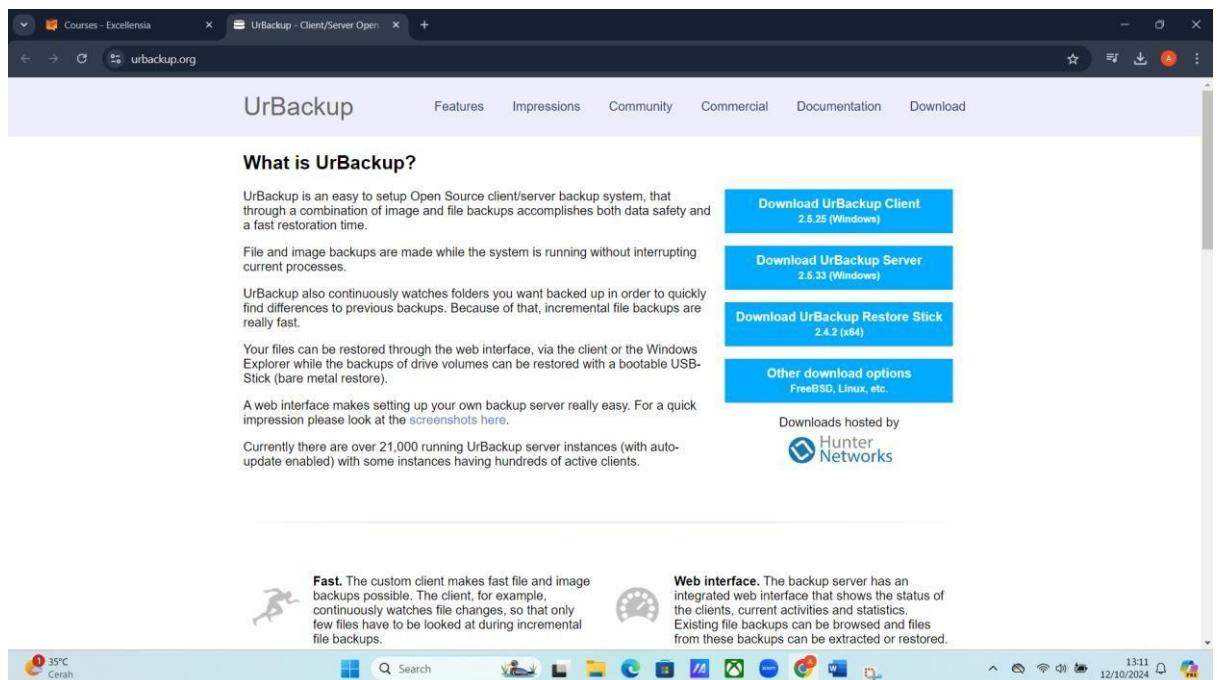 Courses - Excellensia
UrBackup - Client/Server Open
urbackup.org
A
UrBackup
Features Impressions Community Commercial Documentation Download
What is UrBackup?
UrBackup is an easy to setup Open Source client/server backup system, that
through a combination of image and file backups accomplishes both data safety and
a fast restoration time.
File and image backups are made while the system is running without interrupting
current processes.
UrBackup also continuously watches folders you want backed up in order to quickly
find differences to previous backups. Because of that, incremental file backups are
really fast.
Your files can be restored through the web interface, via the client or the Windows
Explorer while the backups of drive volumes can be restored with a bootable USB-
Stick (bare metal restore).
A web interface makes setting up your own backup server really easy. For a quick
impression please look at the screenshots here.
Currently there are over 21,000 running UrBackup server instances (with auto-
update enabled) with some instances having hundreds of active clients.
Download UrBackup Client
2.5.25 (Windows)
Download UrBackup Server
2.5.33 (Windows)
Download UrBackup Restore Stick
2.4.2 (x64)
Other download options
FreeBSD, Linux, etc.
Downloads hosted by
Hunter
Networks
Fast. The custom client makes fast file and image
backups possible. The client, for
example,
continuously watches file changes, so that only
few files have to be looked at during incremental
file backups.
Web interface. The backup server has an
integrated web interface that shows the status of
the clients, current activities and statistics.
Existing file backups can be browsed and files
from these backups can be extracted or restored.
1
35°C
Cerah
Search
13:11
12/10/2024